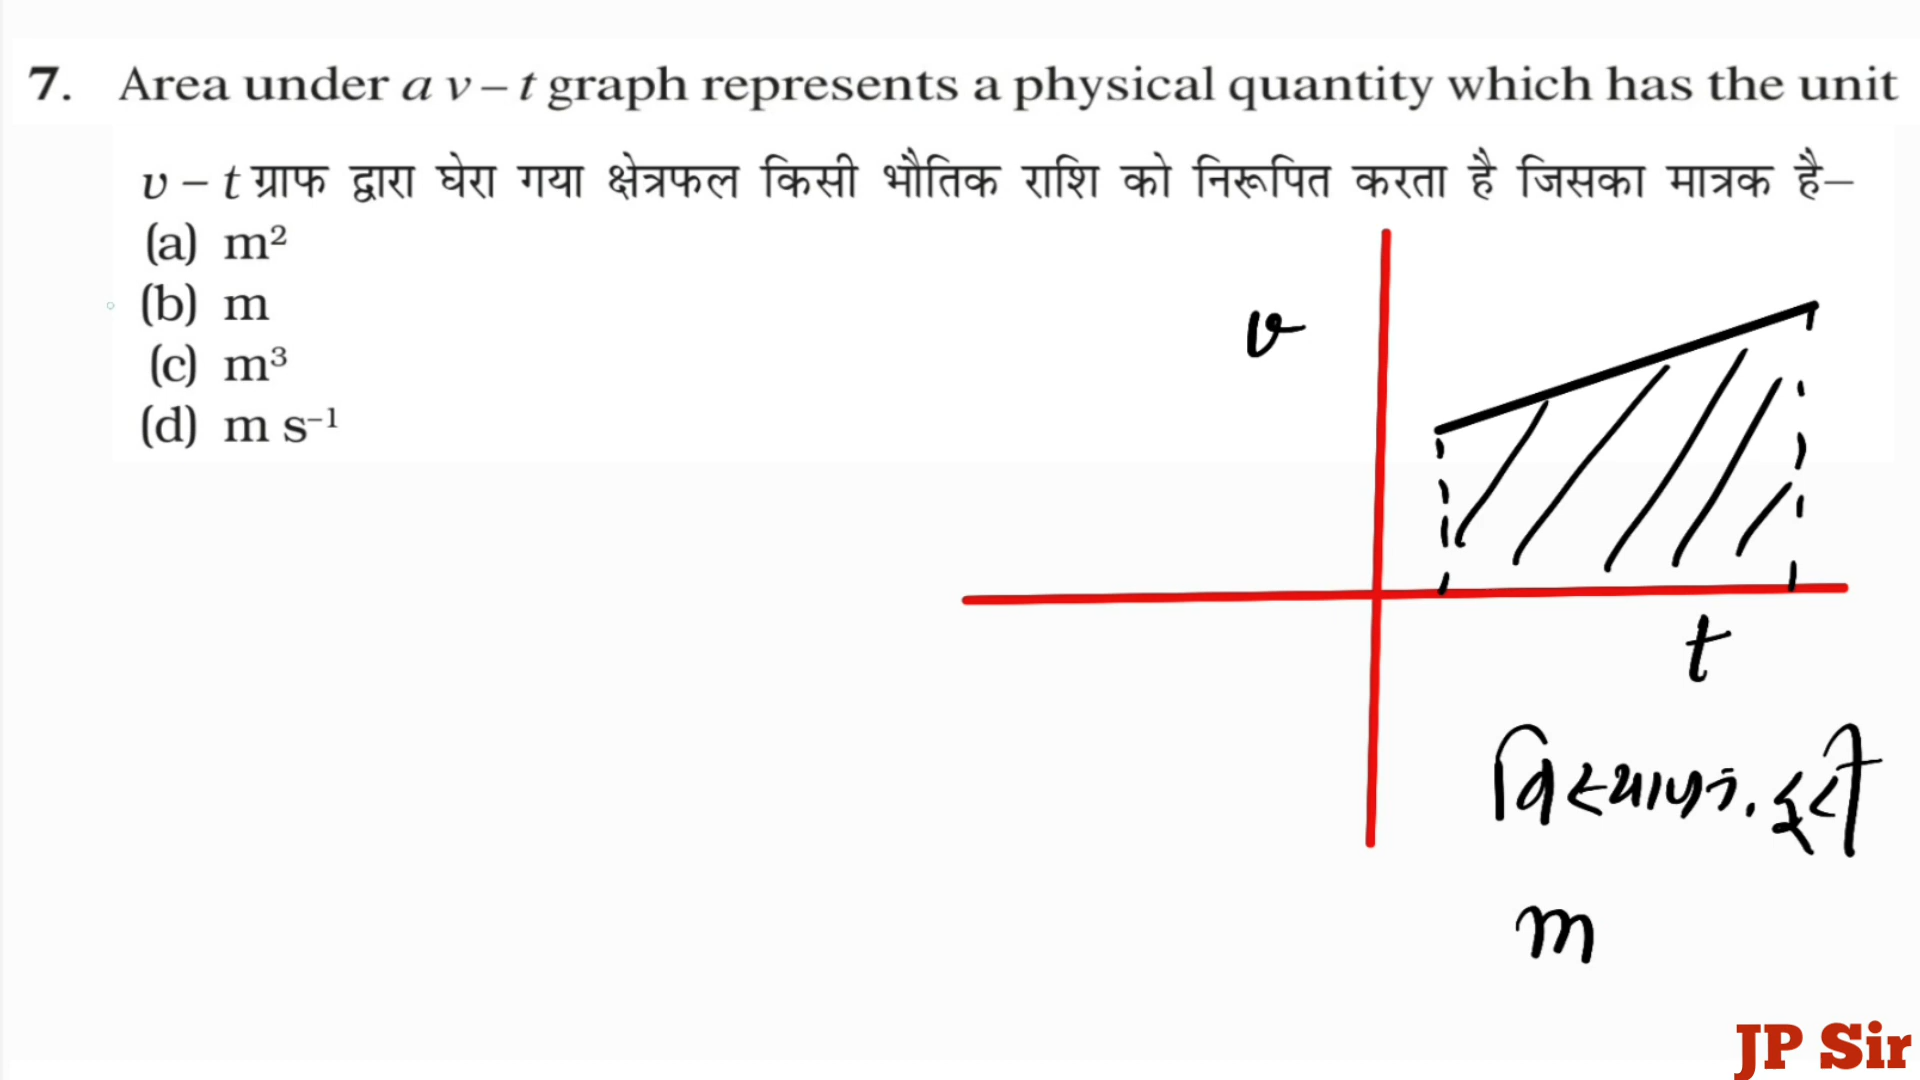 7. Area under a v – t graph represents a physical quantity which has the unit
v – t ग्राफ द्वारा घेरा गया क्षेत्रफल किसी भौतिक राशि को निरूपित करता है जिसका मात्रक है–
(a) m²
(b) m
(c) m³
(d) m s⁻¹
v
t
विस्थापन. दूरी
m
JP Sir